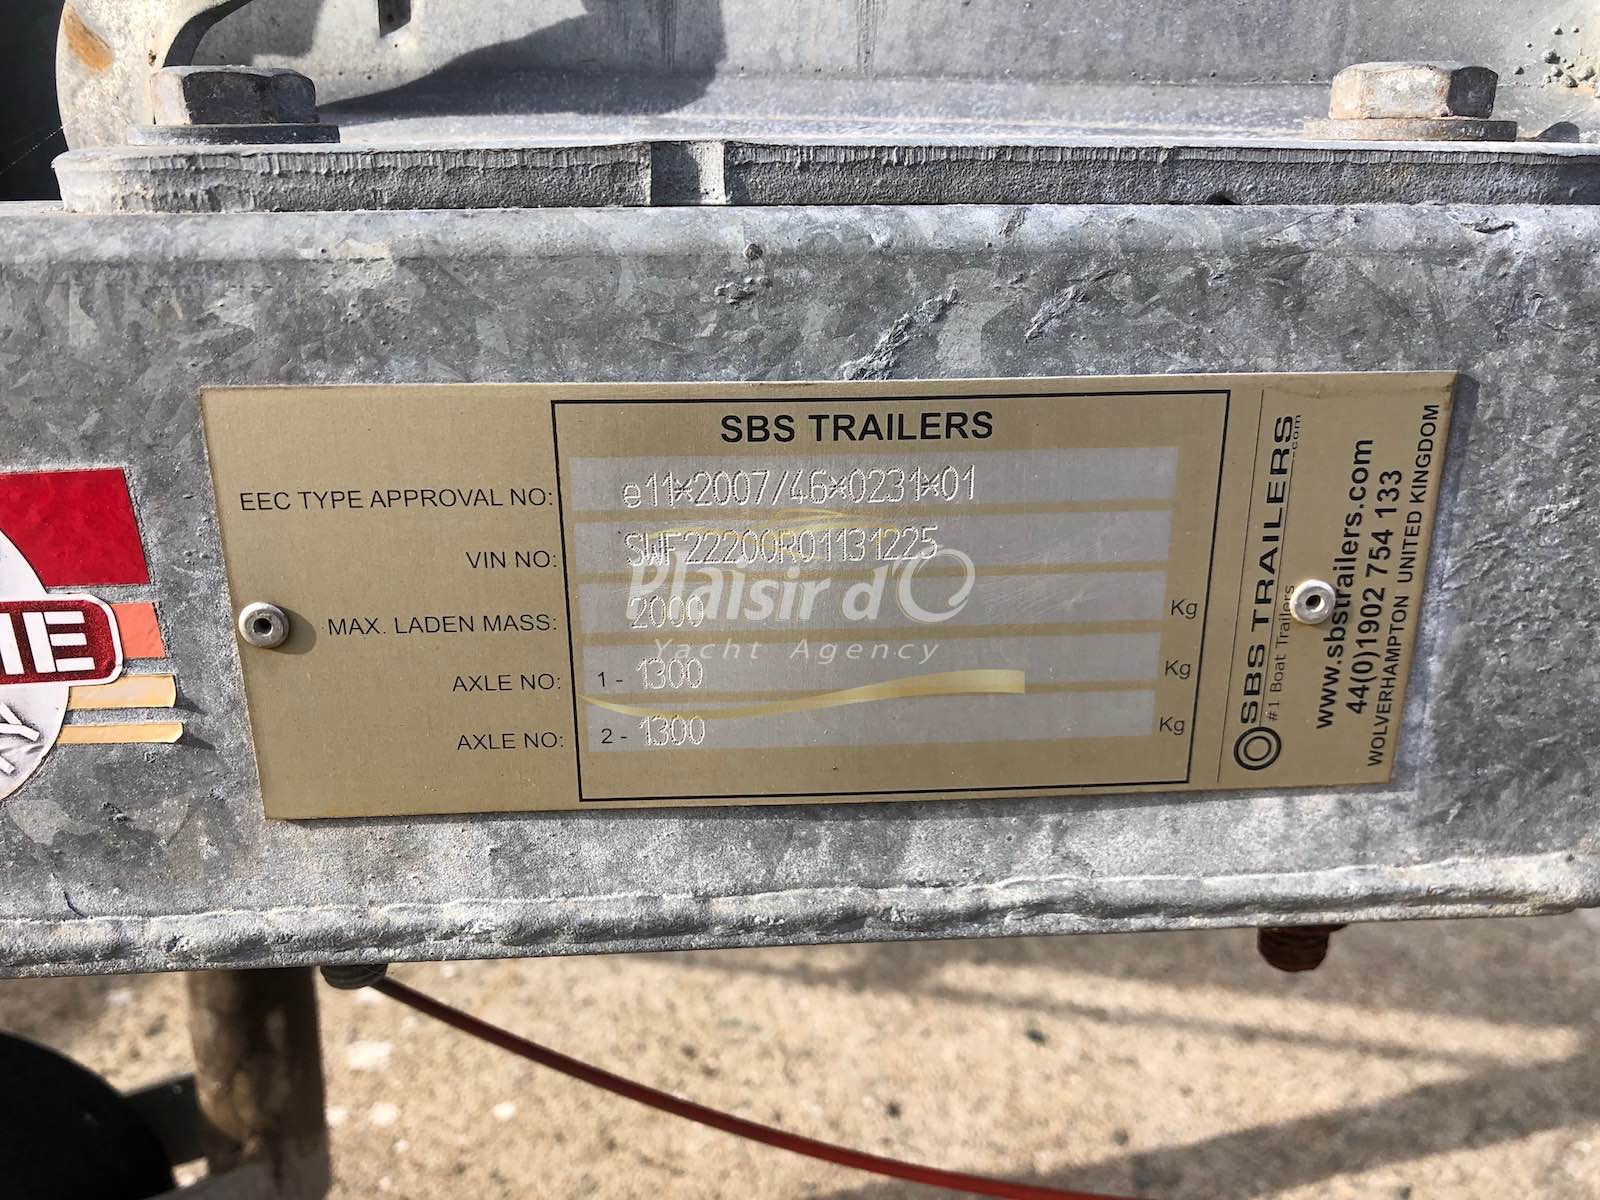 SBS TRAILERS
EEC TYPE APPROVAL NO: e11*2007/46*0231*01
VIN NO: SWF22200R01131225
MAX. LADEN MASS: 2000 Kg
AXLE NO: 1 - 1300 Kg
AXLE NO: 2 - 1300 Kg
SBS TRAILERS
.com
#1 Boat Trailers
www.sbstrailers.com
44(0)1902 754 133
WOLVERHAMPTON UNITED KINGDOM
Plaisir d'O
Yacht Agency